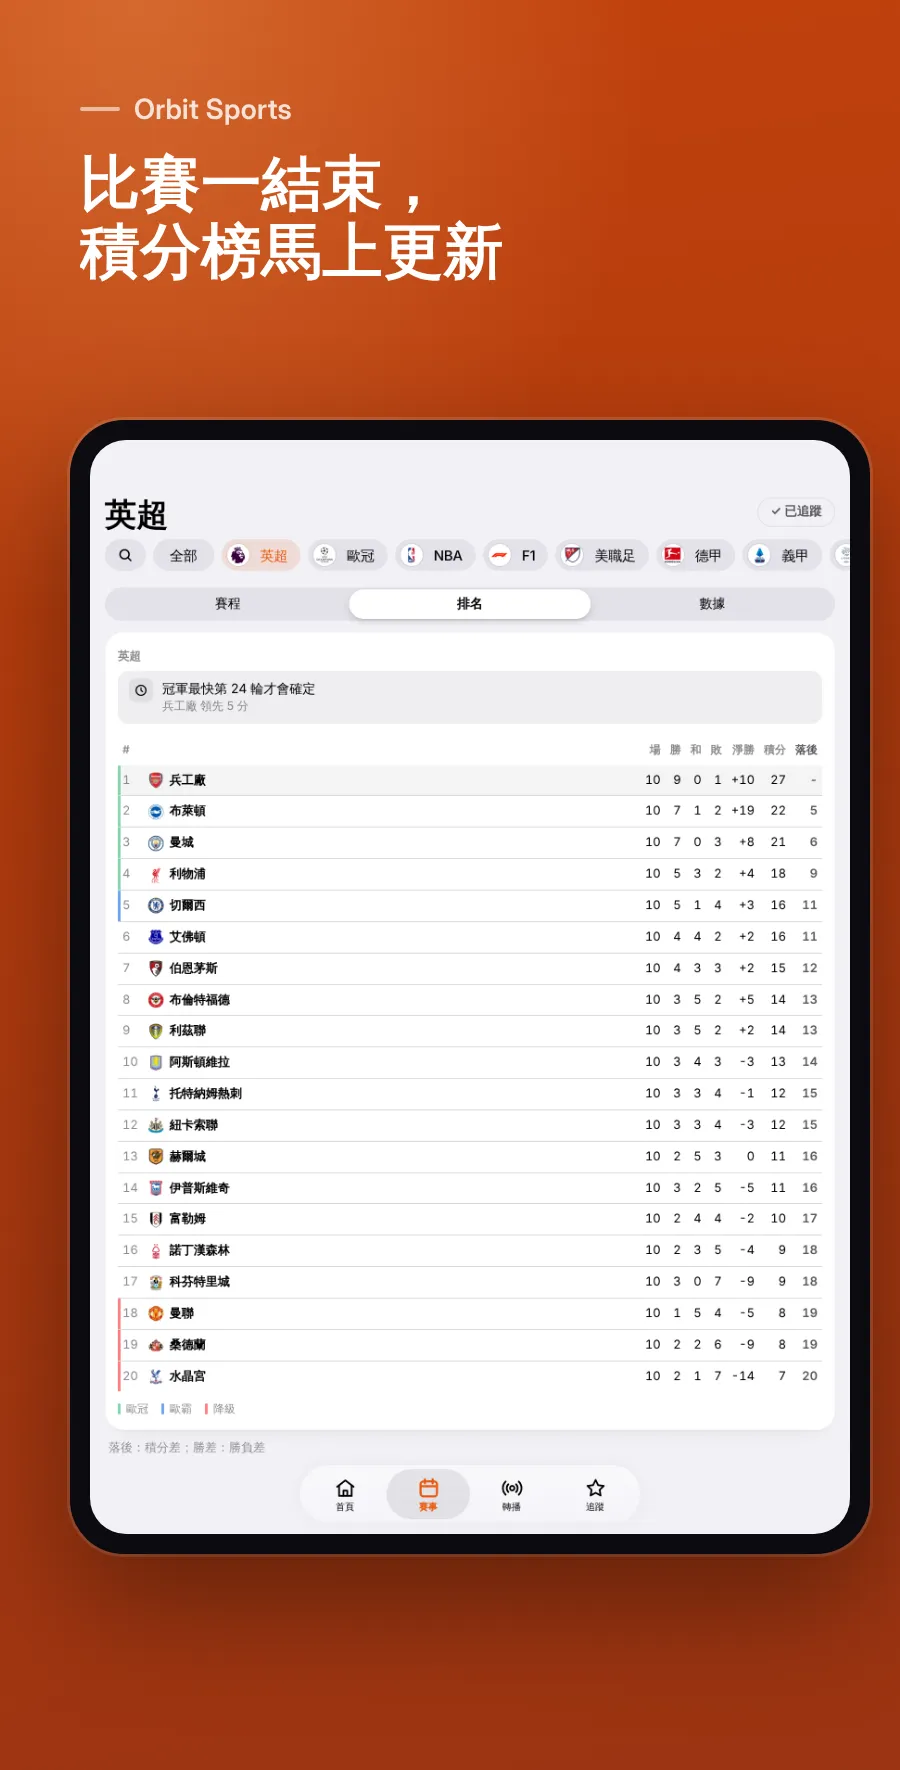 Orbit Sports
比賽一結束，
積分榜馬上更新
英超
已追蹤
全部 英超 歐冠 NBA F1 美職足 德甲 義甲
賽程 排名 數據
英超
冠軍最快第 24 輪才會確定
兵工廠 領先 5 分
# 場 勝 和 敗 淨勝 積分 落後
1 兵工廠 10 9 0 1 +10 27 -
2 布萊頓 10 7 1 2 +19 22 5
3 曼城 10 7 0 3 +8 21 6
4 利物浦 10 5 3 2 +4 18 9
5 切爾西 10 5 1 4 +3 16 11
6 艾佛頓 10 4 4 2 +2 16 11
7 伯恩茅斯 10 4 3 3 +2 15 12
8 布倫特福德 10 3 5 2 +5 14 13
9 利茲聯 10 3 5 2 +2 14 13
10 阿斯頓維拉 10 3 4 3 -3 13 14
11 托特納姆熱刺 10 3 3 4 -1 12 15
12 紐卡索聯 10 3 3 4 -3 12 15
13 赫爾城 10 2 5 3 0 11 16
14 伊普斯維奇 10 3 2 5 -5 11 16
15 富勒姆 10 2 4 4 -2 10 17
16 諾丁漢森林 10 2 3 5 -4 9 18
17 科芬特里城 10 3 0 7 -9 9 18
18 曼聯 10 1 5 4 -5 8 19
19 桑德蘭 10 2 2 6 -9 8 19
20 水晶宮 10 2 1 7 -14 7 20
歐冠 歐霸 降級
落後：積分差；勝差：勝負差
首頁 賽事 轉播 追蹤